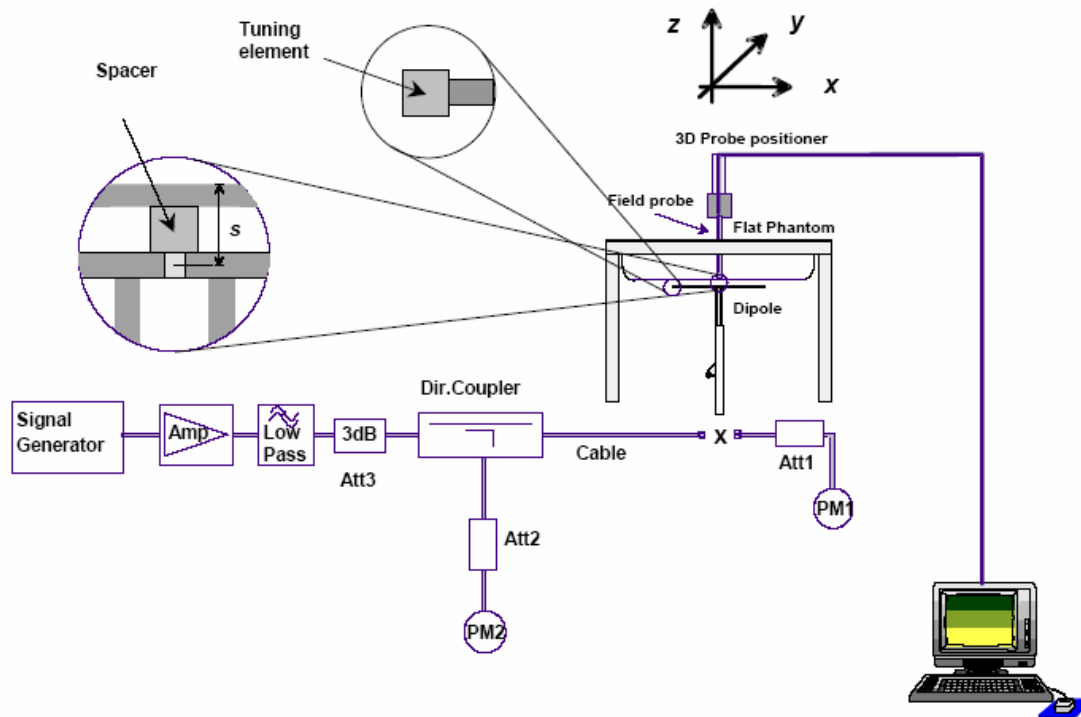 Tuning
element
Spacer
s
z
y
x
3D Probe positioner
Field probe
Flat Phantom
Dipole
Dir.Coupler
Signal
Generator
Amp
Low
Pass
3dB
Att3
Cable
X
Att1
PM1
Att2
PM2